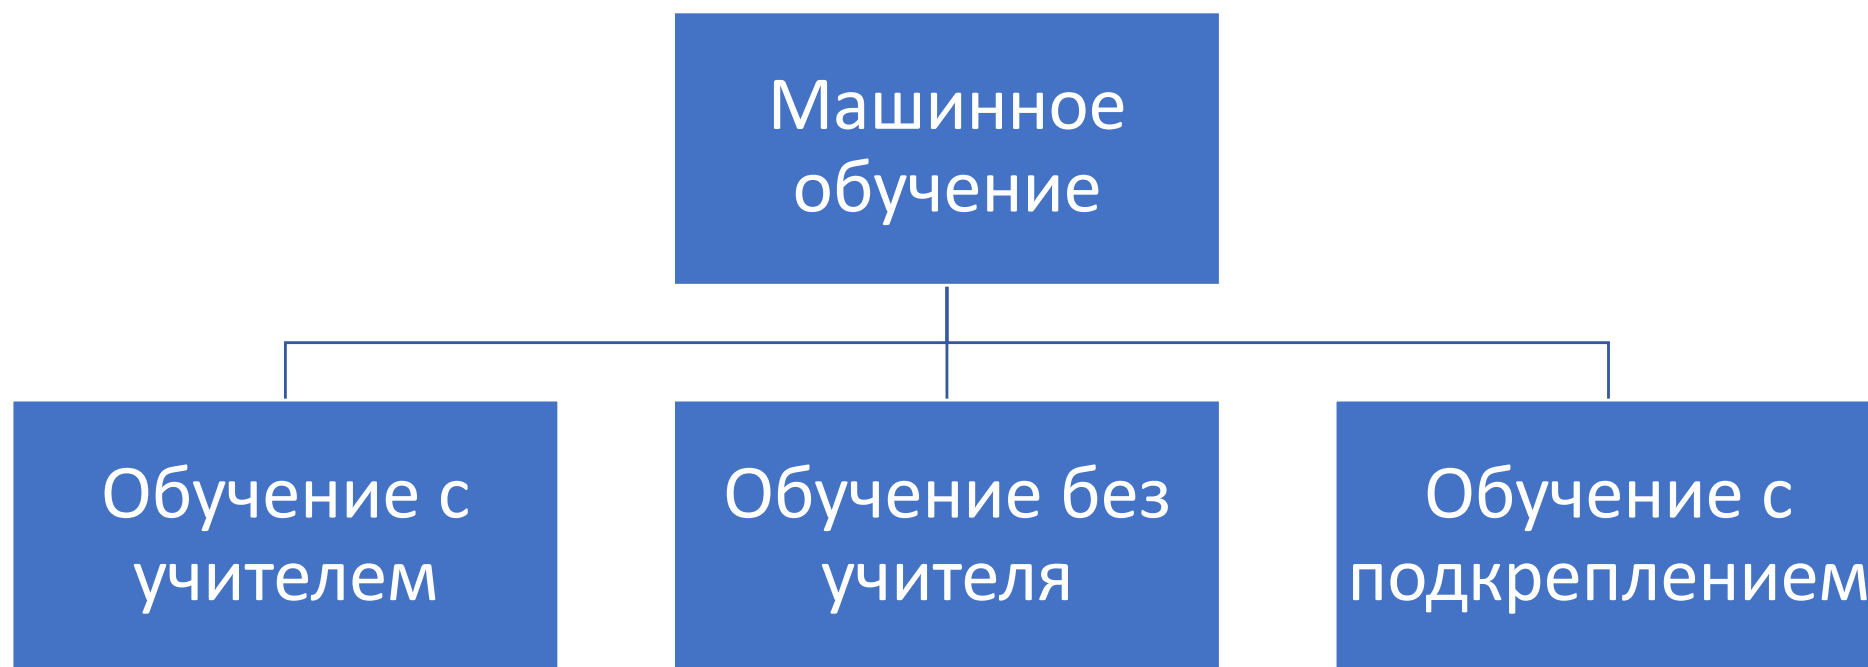 Машинное
обучение
Обучение с
учителем
Обучение без
учителя
Обучение с
подкреплением